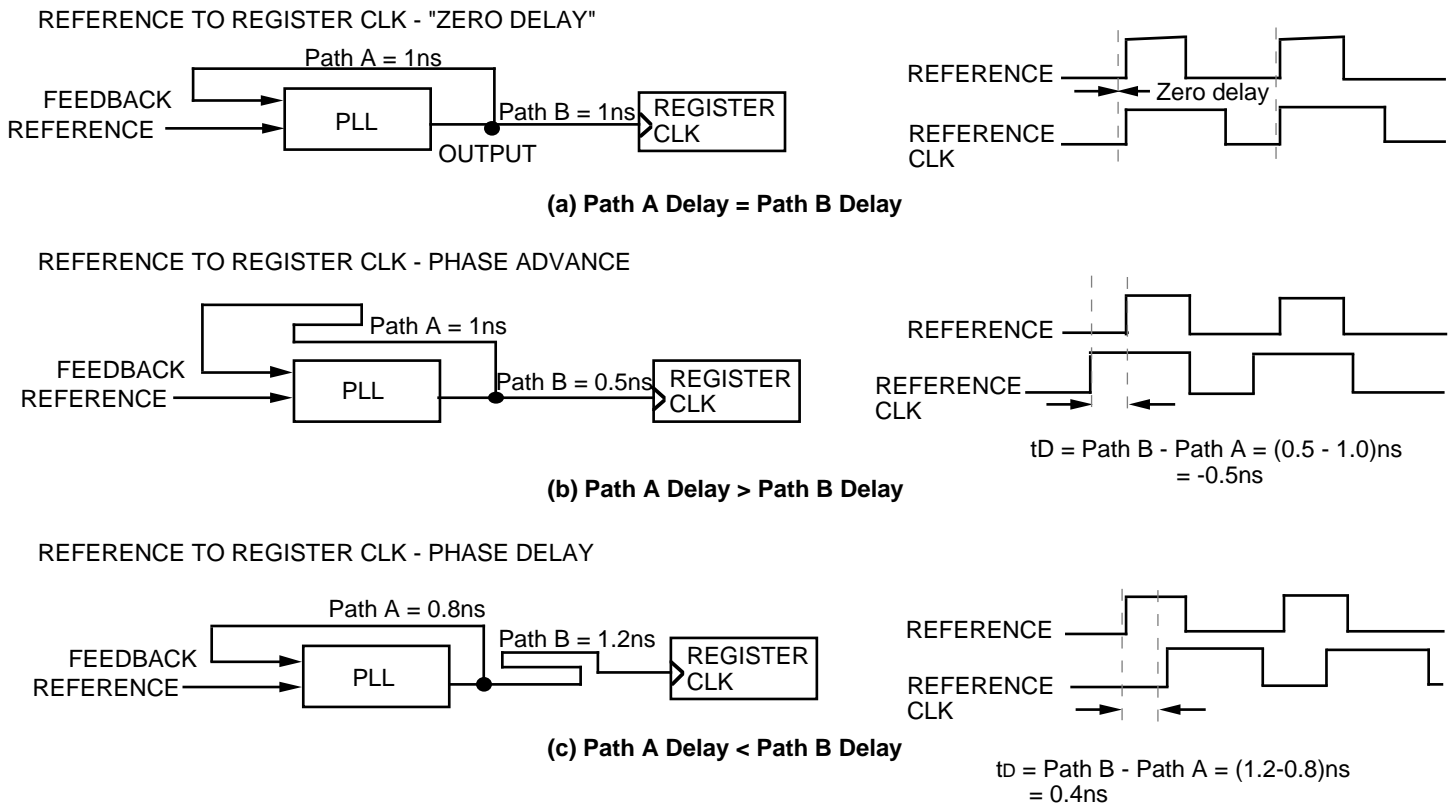 REFERENCE TO REGISTER CLK - "ZERO DELAY"
Path A = 1ns
FEEDBACK
REFERENCE
PLL
Path B = 1ns
OUTPUT
REGISTER
CLK
REFERENCE
Zero delay
REFERENCE
CLK
(a) Path A Delay = Path B Delay
REFERENCE TO REGISTER CLK - PHASE ADVANCE
Path A = 1ns
FEEDBACK
REFERENCE
PLL
Path B = 0.5ns
REGISTER
CLK
REFERENCE
REFERENCE
CLK
tD = Path B - Path A = (0.5 - 1.0)ns
= -0.5ns
(b) Path A Delay > Path B Delay
REFERENCE TO REGISTER CLK - PHASE DELAY
Path A = 0.8ns
FEEDBACK
REFERENCE
PLL
Path B = 1.2ns
REGISTER
CLK
REFERENCE
REFERENCE
CLK
(c) Path A Delay < Path B Delay
tD = Path B - Path A = (1.2-0.8)ns
= 0.4ns